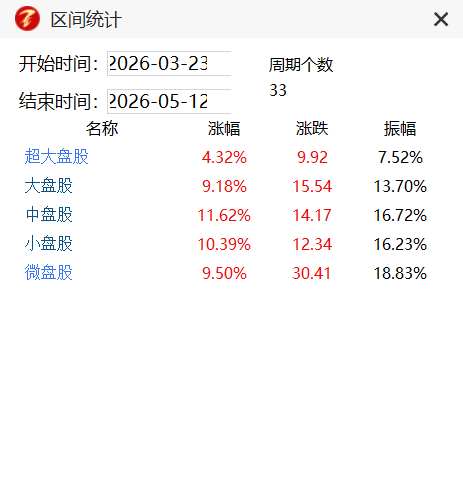 区间统计
开始时间： 2026-03-23 周期个数
33
结束时间： 2026-05-12
名称 涨幅 涨跌 振幅
超大盘股 4.32% 9.92 7.52%
大盘股 9.18% 15.54 13.70%
中盘股 11.62% 14.17 16.72%
小盘股 10.39% 12.34 16.23%
微盘股 9.50% 30.41 18.83%